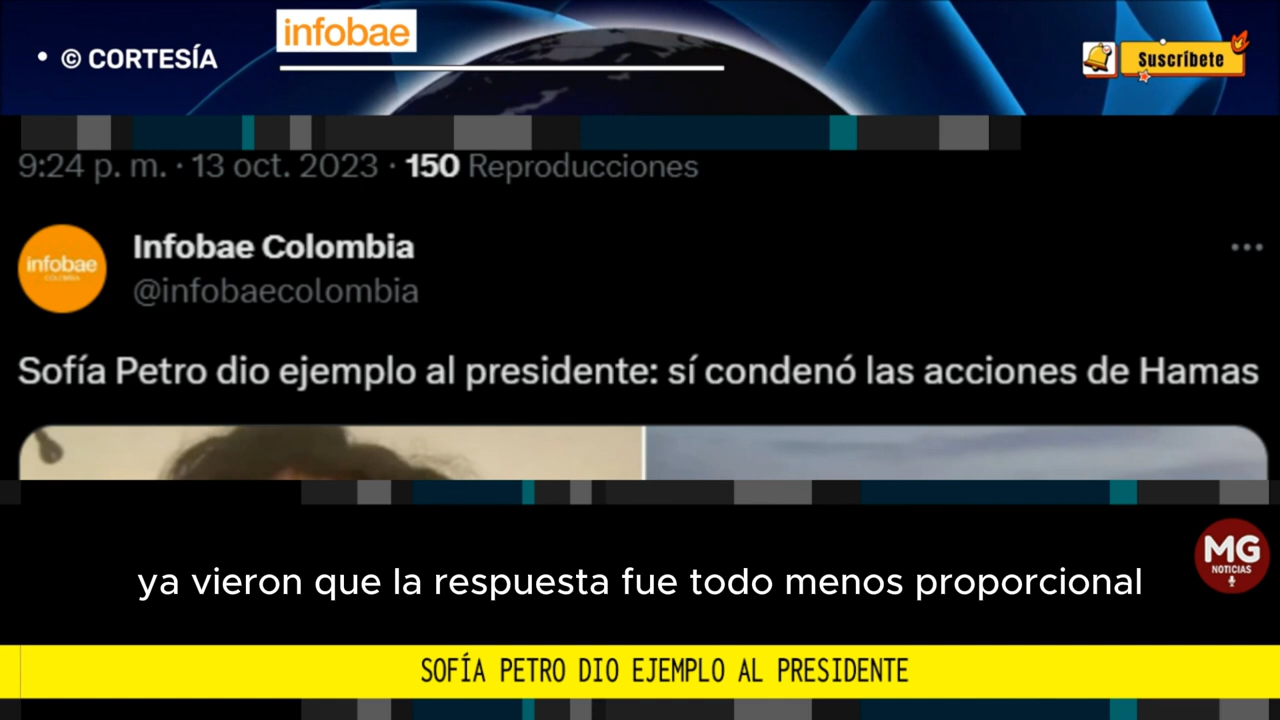 • © CORTESÍA
infobae
Suscríbete
9:24 p. m. · 13 oct. 2023 · 150 Reproducciones
infobae
COLOMBIA
Infobae Colombia
@infobaecolombia
Sofía Petro dio ejemplo al presidente: sí condenó las acciones de Hamas
MG
NOTICIAS
ya vieron que la respuesta fue todo menos proporcional
SOFÍA PETRO DIO EJEMPLO AL PRESIDENTE